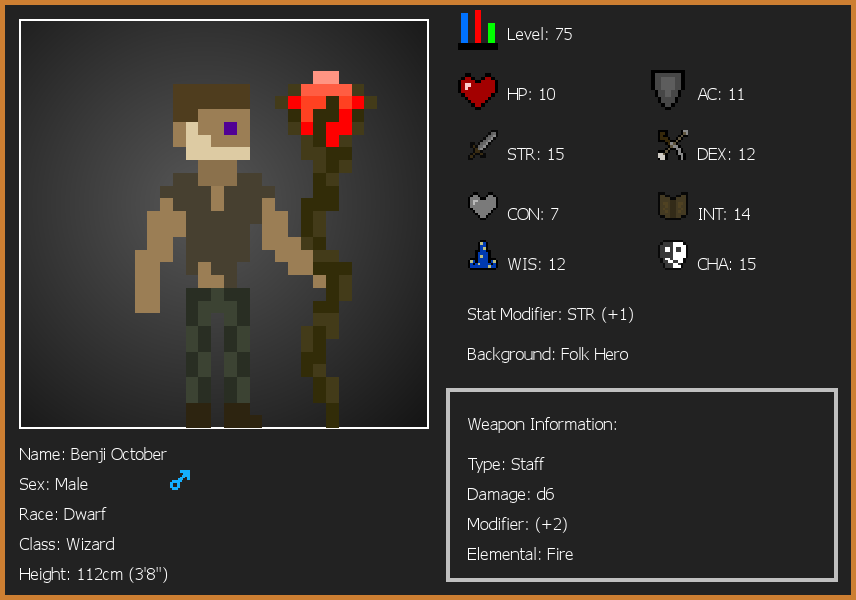 Level: 75
HP: 10
AC: 11
STR: 15
DEX: 12
CON: 7
INT: 14
WIS: 12
CHA: 15
Stat Modifier: STR (+1)
Background: Folk Hero
Weapon Information:
Type: Staff
Damage: d6
Modifier: (+2)
Elemental: Fire
Name: Benji October
Sex: Male
Race: Dwarf
Class: Wizard
Height: 112cm (3'8")